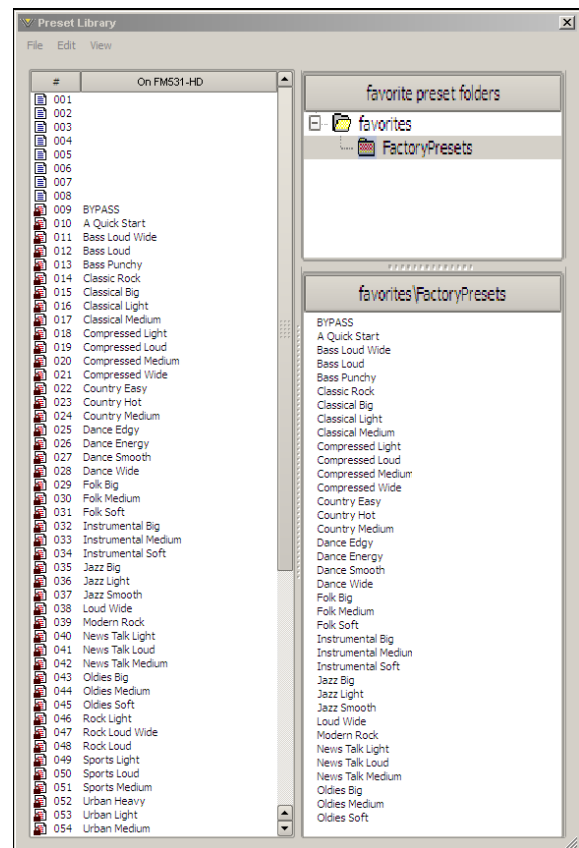 Preset Library
File Edit View
# On FM531-HD
001
002
003
004
005
006
007
008
009 BYPASS
010 A Quick Start
011 Bass Loud Wide
012 Bass Loud
013 Bass Punchy
014 Classic Rock
015 Classical Big
016 Classical Light
017 Classical Medium
018 Compressed Light
019 Compressed Loud
020 Compressed Medium
021 Compressed Wide
022 Country Easy
023 Country Hot
024 Country Medium
025 Dance Edgy
026 Dance Energy
027 Dance Smooth
028 Dance Wide
029 Folk Big
030 Folk Medium
031 Folk Soft
032 Instrumental Big
033 Instrumental Medium
034 Instrumental Soft
035 Jazz Big
036 Jazz Light
037 Jazz Smooth
038 Loud Wide
039 Modern Rock
040 News Talk Light
041 News Talk Loud
042 News Talk Medium
043 Oldies Big
044 Oldies Medium
045 Oldies Soft
046 Rock Light
047 Rock Loud Wide
048 Rock Loud
049 Sports Light
050 Sports Loud
051 Sports Medium
052 Urban Heavy
053 Urban Light
054 Urban Medium
favorite preset folders
favorites
FactoryPresets
favorites\FactoryPresets
BYPASS
A Quick Start
Bass Loud Wide
Bass Loud
Bass Punchy
Classic Rock
Classical Big
Classical Light
Classical Medium
Compressed Light
Compressed Loud
Compressed Medium
Compressed Wide
Country Easy
Country Hot
Country Medium
Dance Edgy
Dance Energy
Dance Smooth
Dance Wide
Folk Big
Folk Medium
Folk Soft
Instrumental Big
Instrumental Medium
Instrumental Soft
Jazz Big
Jazz Light
Jazz Smooth
Loud Wide
Modern Rock
News Talk Light
News Talk Loud
News Talk Medium
Oldies Big
Oldies Medium
Oldies Soft